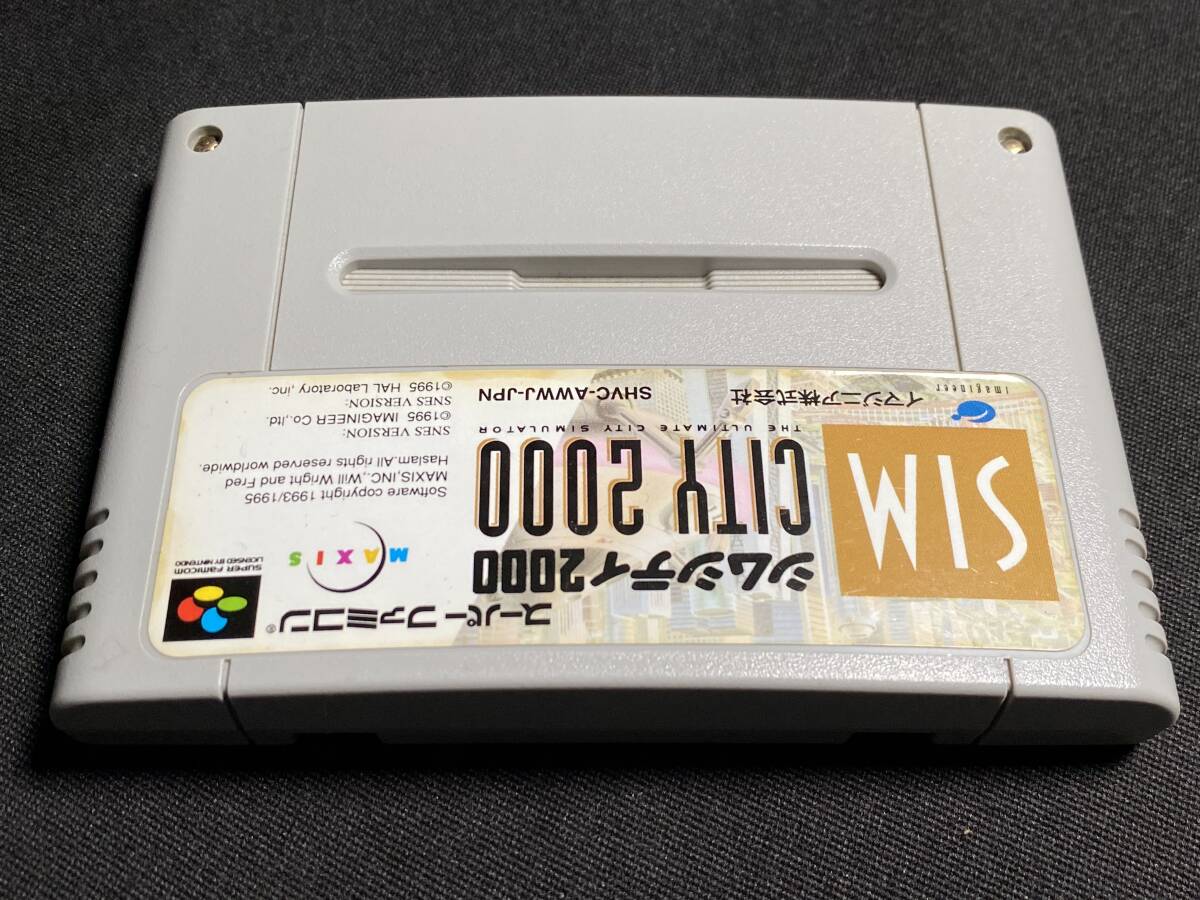 SIM
シムシティ2000
CITY 2000
THE ULTIMATE CITY SIMULATOR
imagineer
イマジニア株式会社
SHVC-AWWJ-JPN
スーパーファミコン®
SUPER FAMICOM
LICENSED BY NINTENDO
MAXIS
Software copyright 1993/1995
MAXIS,INC.,Will Wright and Fred
Haslam.All rights reserved worldwide.
SNES VERSION:
©1995 IMAGINEER Co.,ltd.
SNES VERSION:
©1995 HAL Laboratory,inc.